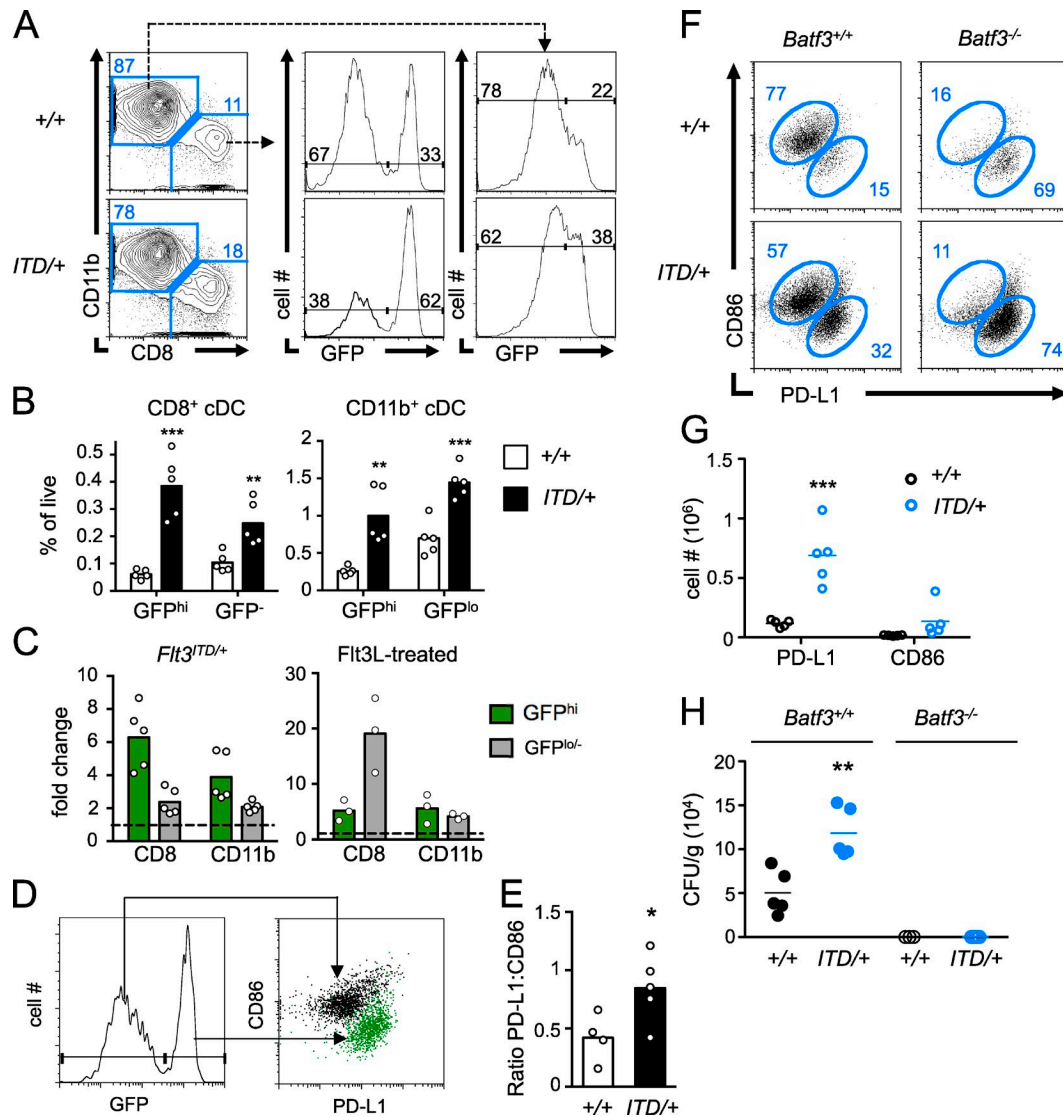 A
87
11
+/+
78
18
ITD/+
CD11b
CD8
67
33
38
62
cell #
GFP
78
22
62
38
cell #
GFP
B
CD8+ cDC
CD11b+ cDC
% of live
0.5
0.4
0.3
0.2
0.1
0
***
**
GFPhi
GFP-
2
1.5
1
0.5
0
**
***
GFPhi
GFPlo
+/+
ITD/+
C
Flt3ITD/+
Flt3L-treated
fold change
10
8
6
4
2
0
CD8
CD11b
30
20
10
0
CD8
CD11b
GFPhi
GFPlo/-
D
cell #
GFP
CD86
PD-L1
E
Ratio PD-L1:CD86
1.5
1
0.5
0
*
+/+
ITD/+
F
Batf3+/+
Batf3-/-
+/+
77
15
16
69
ITD/+
57
32
11
74
CD86
PD-L1
G
cell # (10⁶)
1.5
1
0.5
0
***
+/+
ITD/+
PD-L1
CD86
H
Batf3+/+
Batf3-/-
CFU/g (10⁴)
20
15
10
5
0
**
+/+
ITD/+
+/+
ITD/+